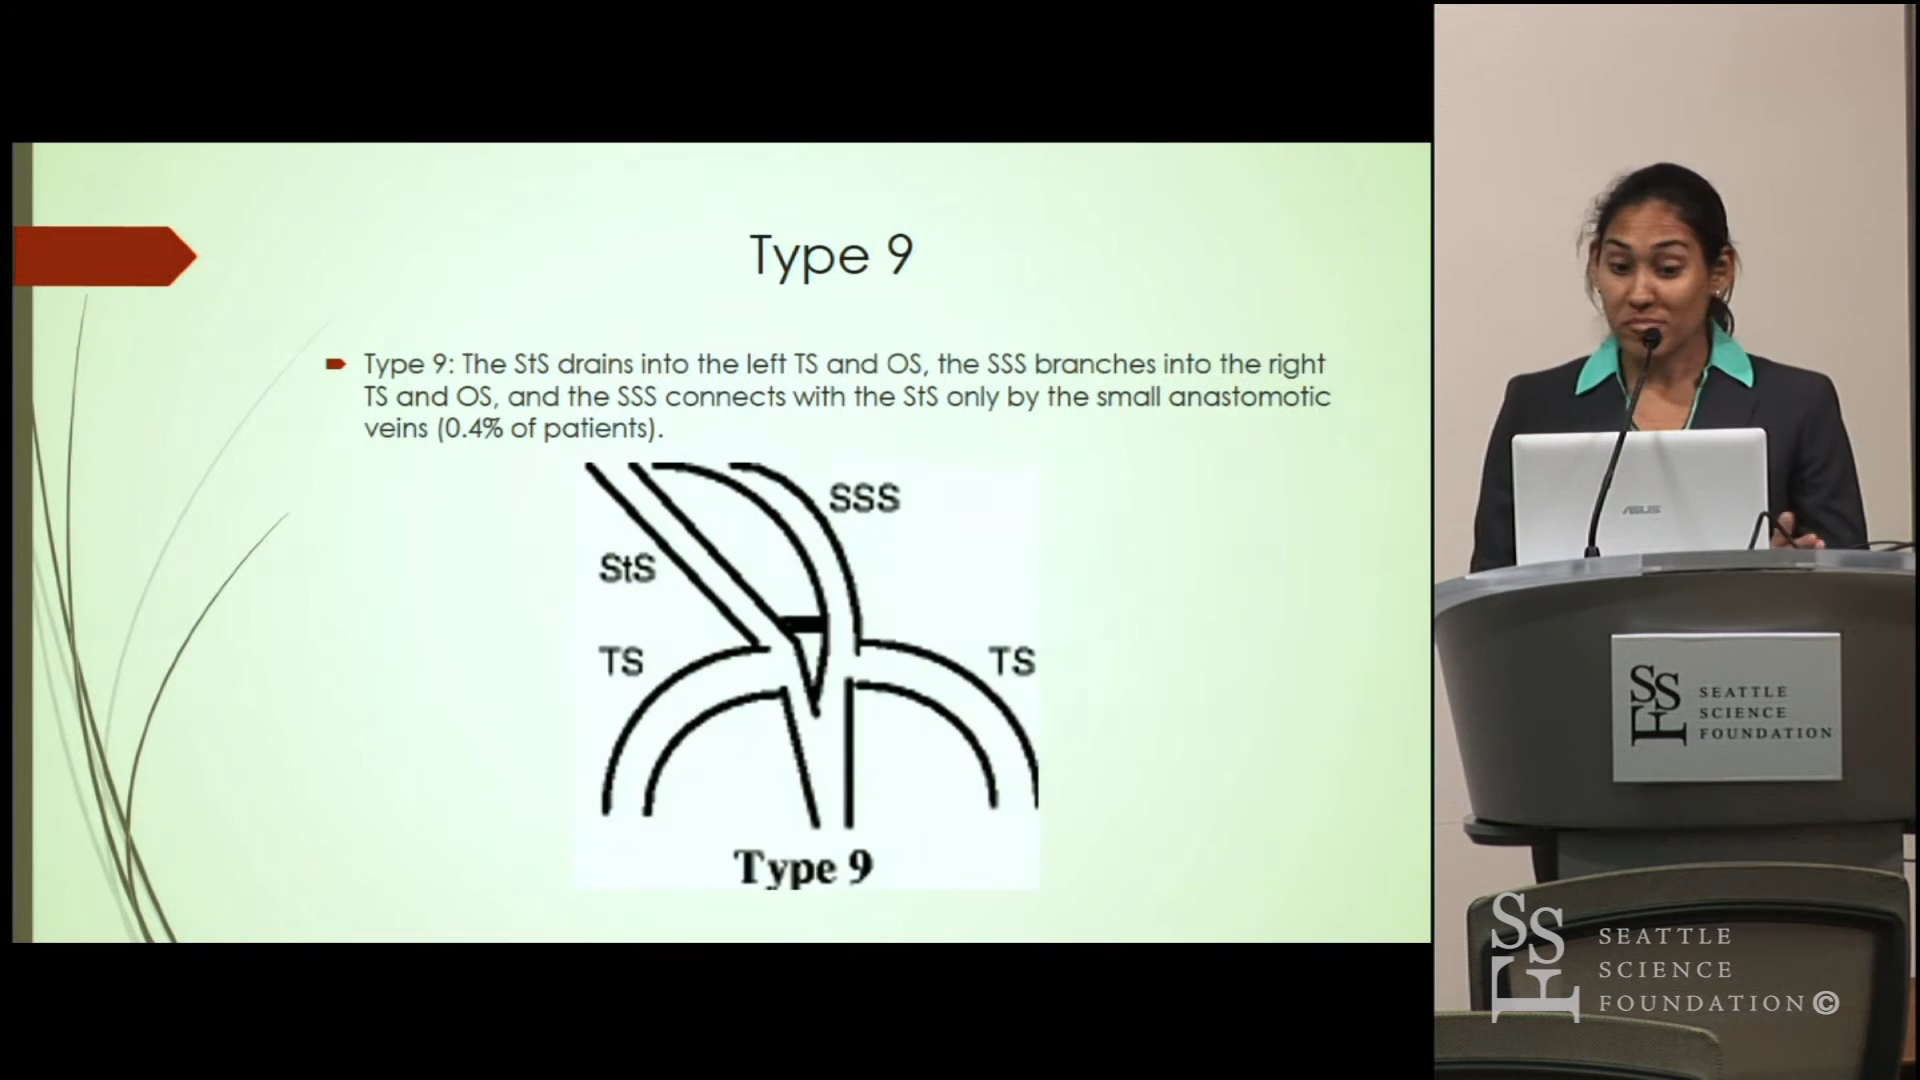 Type 9
Type 9: The StS drains into the left TS and OS, the SSS branches into the right
TS and OS, and the SSS connects with the StS only by the small anastomotic
veins (0.4% of patients).
SSS
StS
TS
TS
Type 9
ASUS
SSF
SEATTLE
SCIENCE
FOUNDATION
SSF
SEATTLE
SCIENCE
FOUNDATION©